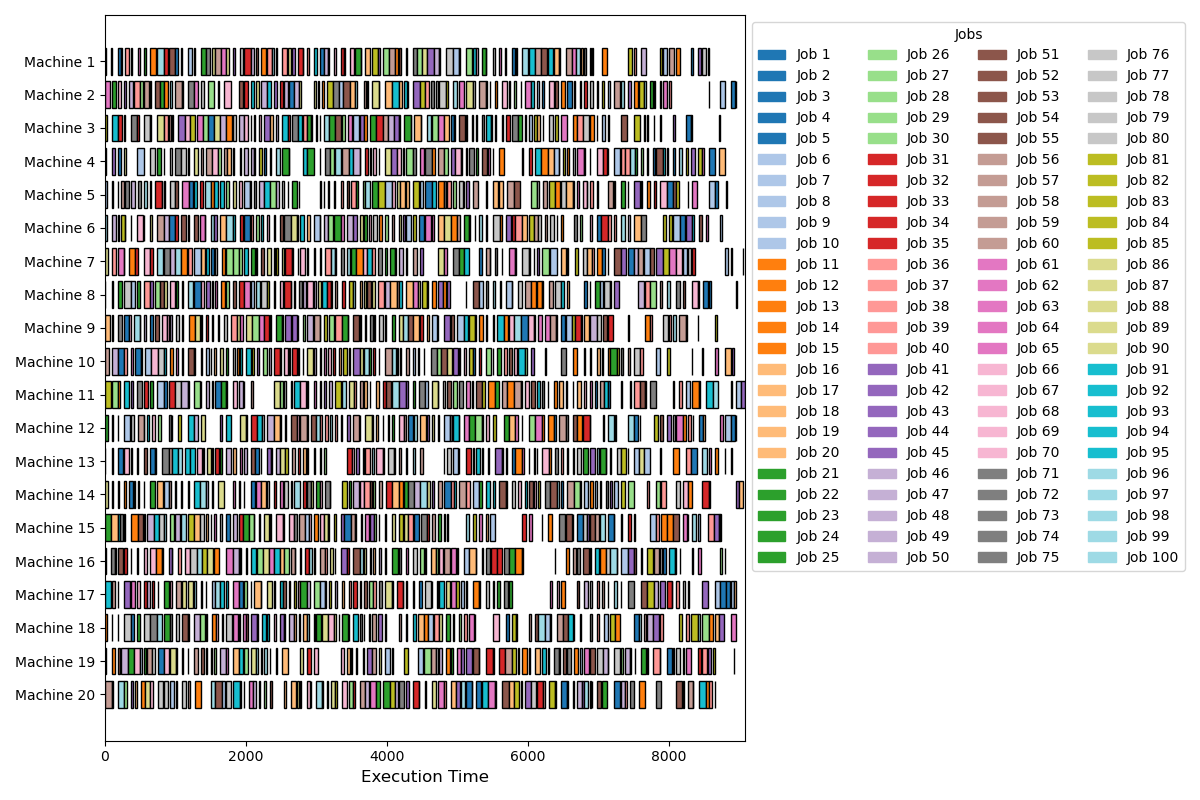 Machine 1
Machine 2
Machine 3
Machine 4
Machine 5
Machine 6
Machine 7
Machine 8
Machine 9
Machine 10
Machine 11
Machine 12
Machine 13
Machine 14
Machine 15
Machine 16
Machine 17
Machine 18
Machine 19
Machine 20
0 2000 4000 6000 8000
Execution Time
Jobs
Job 1 Job 26 Job 51 Job 76
Job 2 Job 27 Job 52 Job 77
Job 3 Job 28 Job 53 Job 78
Job 4 Job 29 Job 54 Job 79
Job 5 Job 30 Job 55 Job 80
Job 6 Job 31 Job 56 Job 81
Job 7 Job 32 Job 57 Job 82
Job 8 Job 33 Job 58 Job 83
Job 9 Job 34 Job 59 Job 84
Job 10 Job 35 Job 60 Job 85
Job 11 Job 36 Job 61 Job 86
Job 12 Job 37 Job 62 Job 87
Job 13 Job 38 Job 63 Job 88
Job 14 Job 39 Job 64 Job 89
Job 15 Job 40 Job 65 Job 90
Job 16 Job 41 Job 66 Job 91
Job 17 Job 42 Job 67 Job 92
Job 18 Job 43 Job 68 Job 93
Job 19 Job 44 Job 69 Job 94
Job 20 Job 45 Job 70 Job 95
Job 21 Job 46 Job 71 Job 96
Job 22 Job 47 Job 72 Job 97
Job 23 Job 48 Job 73 Job 98
Job 24 Job 49 Job 74 Job 99
Job 25 Job 50 Job 75 Job 100